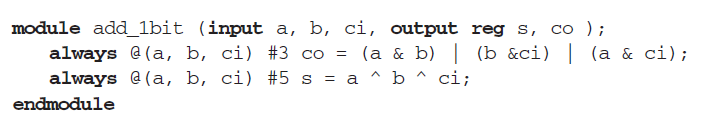 module add_1bit (input a, b, ci, output reg s, co );
always @(a, b, ci) #3 co = (a & b) | (b &ci) | (a & ci);
always @(a, b, ci) #5 s = a ^ b ^ ci;
endmodule